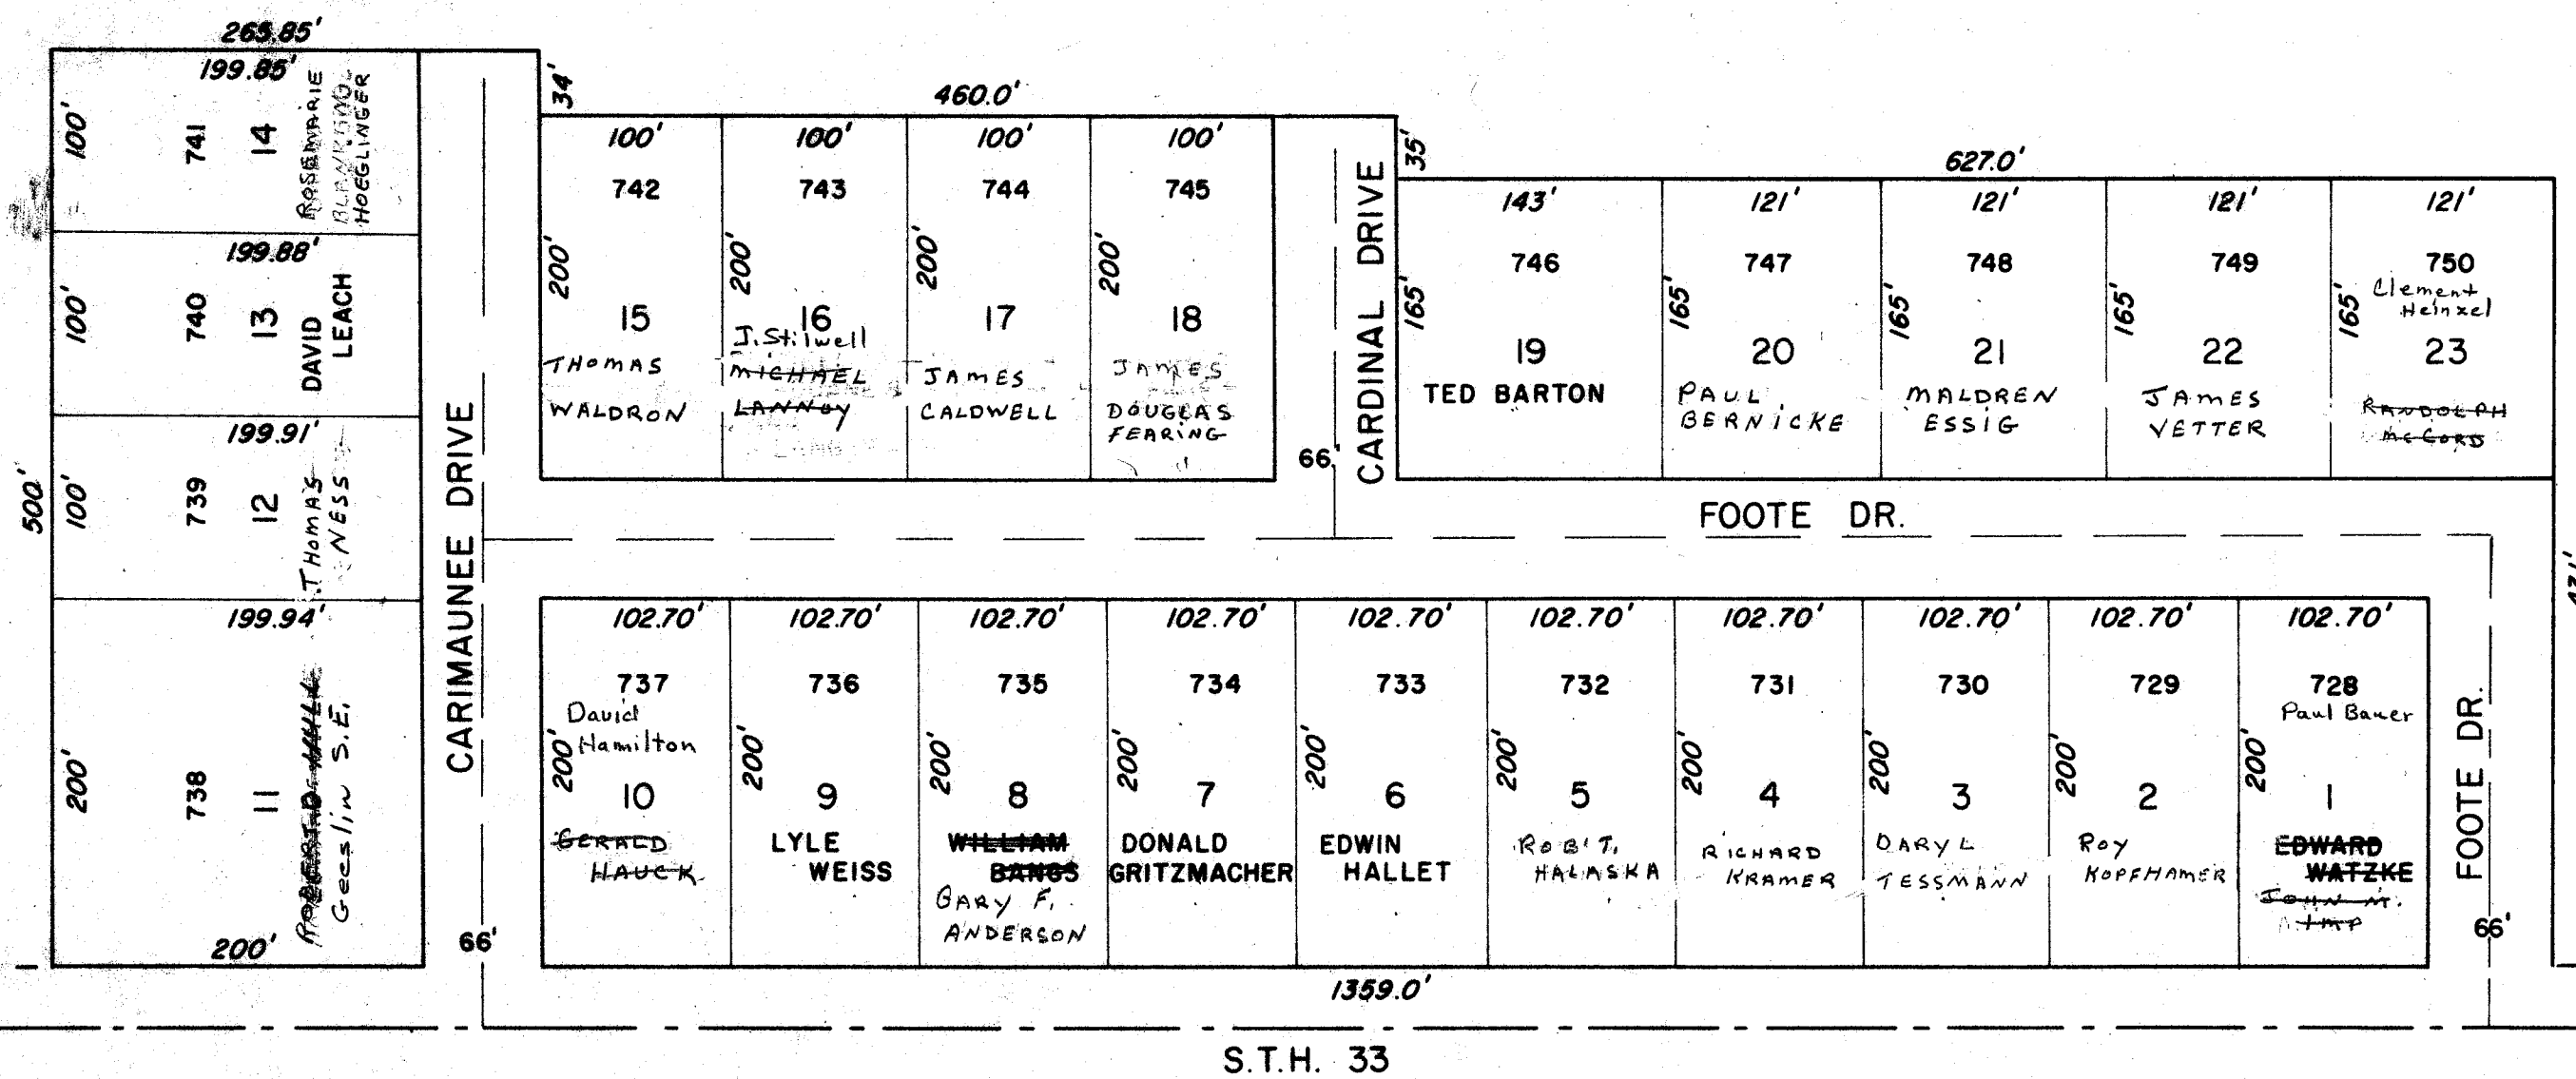 265.85'
199.85'
100'
741
14
ROSEMARIE
HOEGLINGER
199.88'
100'
740
13
DAVID
LEACH
199.91'
500'
100'
739
12
THOMAS
NESS
199.94'
200'
738
11
Geeslin S.E.
200'
CARIMAUNEE DRIVE
66'
34'
460.0'
100' 100' 100' 100'
742 743 744 745
200' 200' 200' 200'
15 16 17 18
THOMAS
WALDRON
J. Stilwell
MICHAEL
LANNOY
JAMES
CALDWELL
JAMES
DOUGLAS
FEARING
CARDINAL DRIVE
66'
35'
627.0'
143' 121' 121' 121' 121'
746 747 748 749 750
165' 165' 165' 165' 165'
Clement
Heinzel
19 20 21 22 23
TED BARTON
PAUL
BERNICKE
MALDREN
ESSIG
JAMES
VETTER
RANDOLPH
McCORD
FOOTE DR.
431'
102.70' 102.70' 102.70' 102.70' 102.70' 102.70' 102.70' 102.70' 102.70' 102.70'
737 736 735 734 733 732 731 730 729 728
David
Hamilton
Paul Bauer
200' 200' 200' 200' 200' 200' 200' 200' 200' 200'
10 9 8 7 6 5 4 3 2 1
GERALD
HAUCK
LYLE
WEISS
WILLIAM
BANGS
GARY F.
ANDERSON
DONALD
GRITZMACHER
EDWIN
HALLET
ROB'T.
HALASKA
RICHARD
KRAMER
DARYL
TESSMANN
ROY
KOPFHAMER
EDWARD
WATZKE
JOHN M.
FOOTE DR.
66'
1359.0'
S.T.H. 33